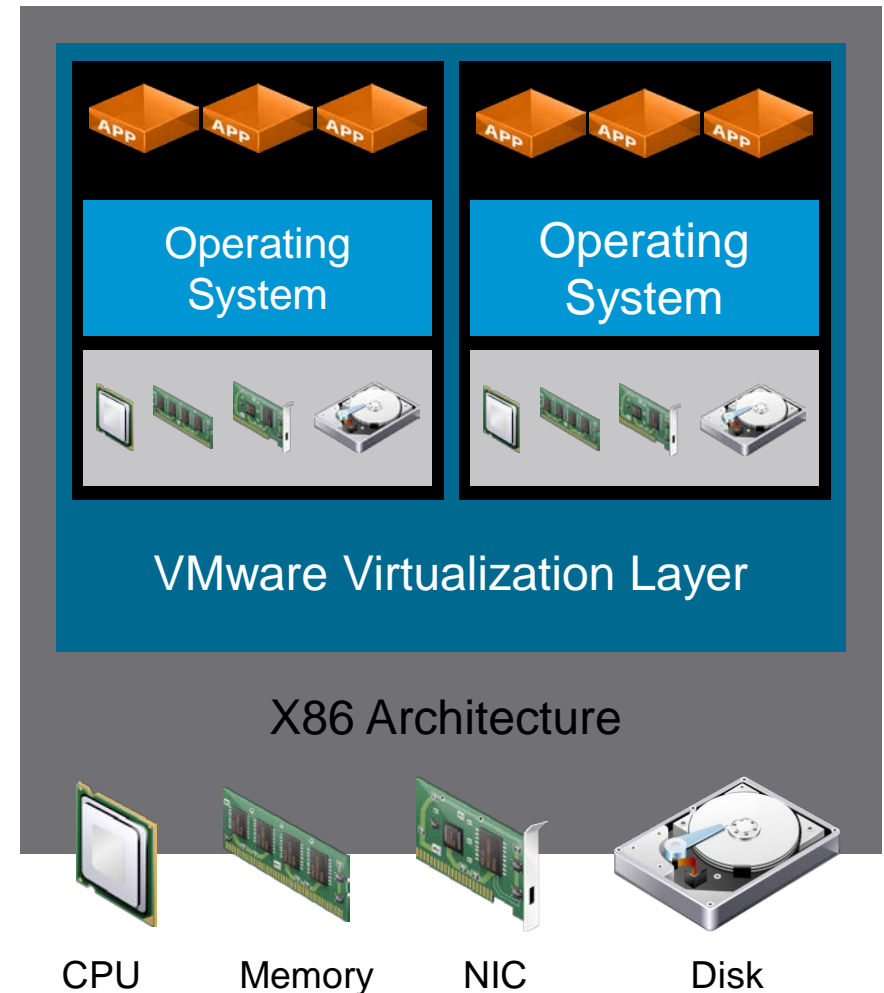 APP APP APP APP APP APP
Operating
System
Operating
System
VMware Virtualization Layer
X86 Architecture
CPU Memory NIC Disk